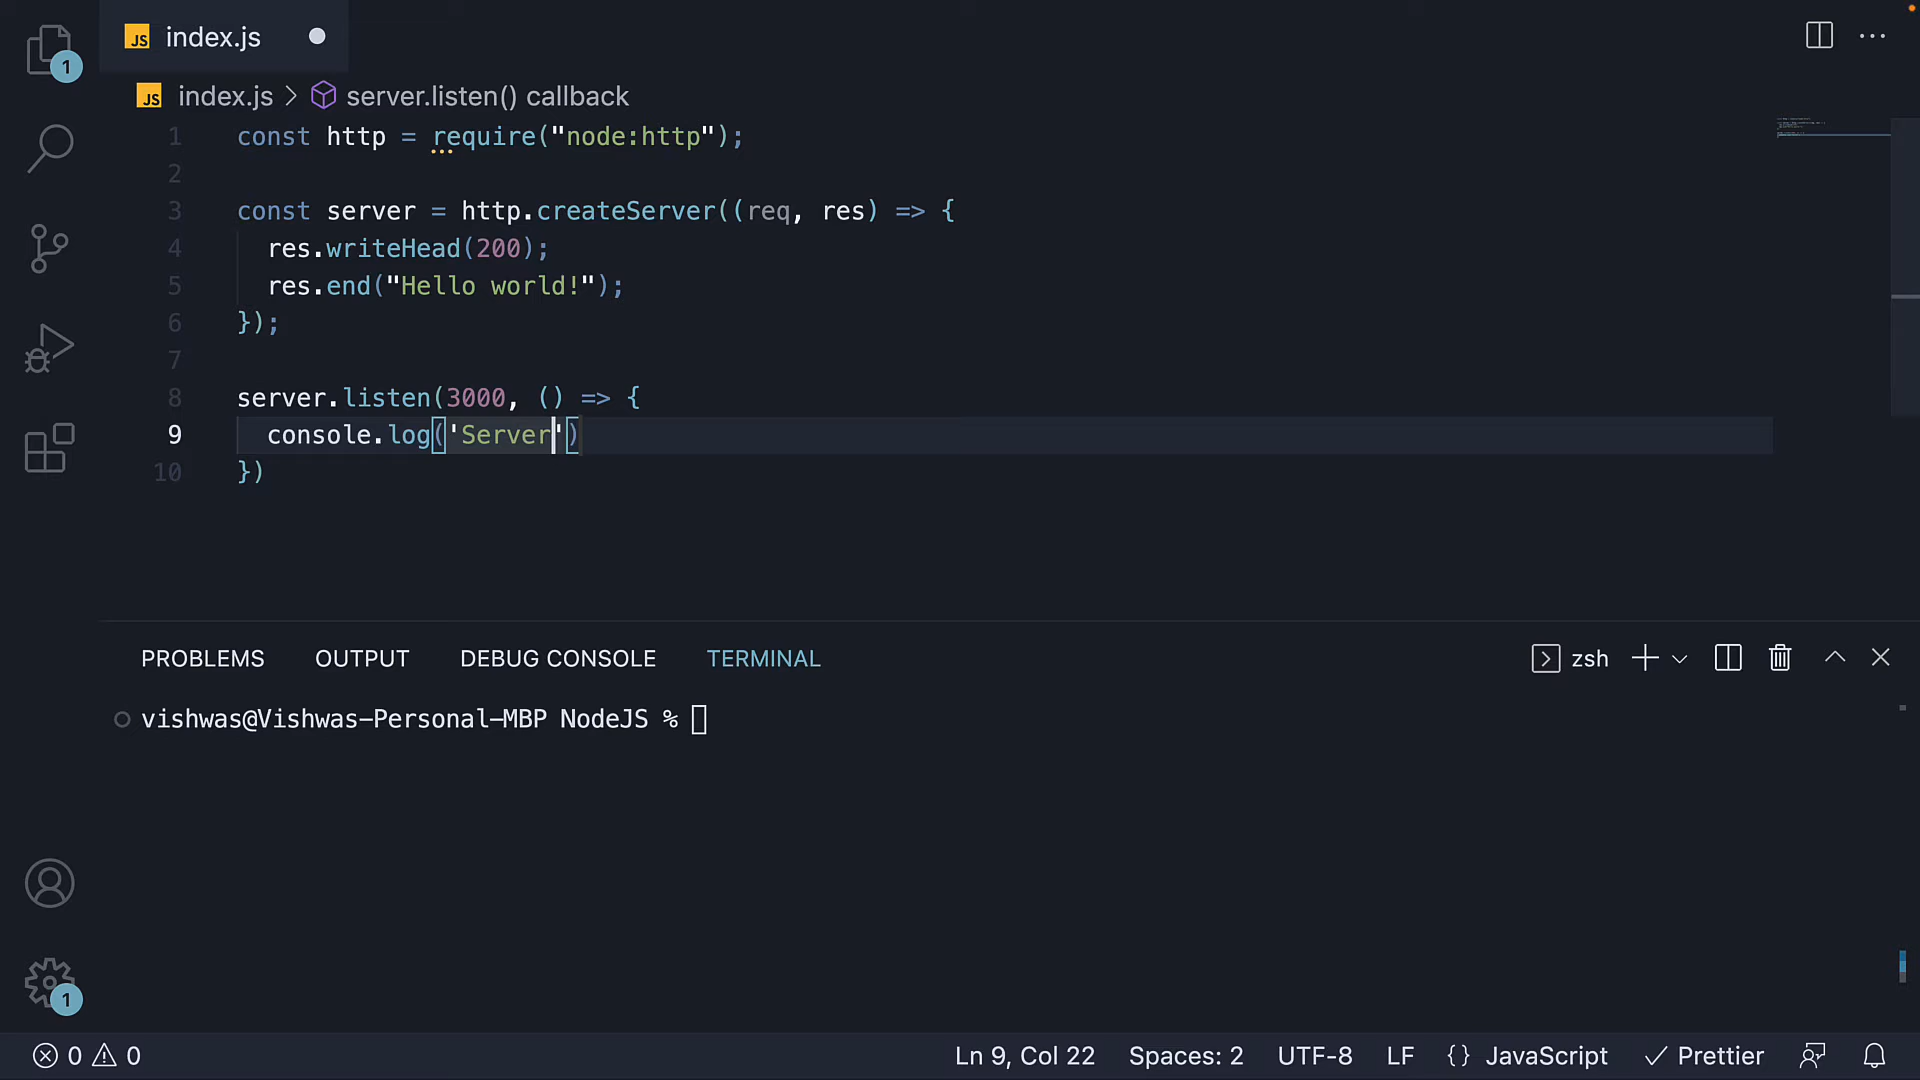 JS index.js
1
JS index.js > server.listen() callback
1 const http = require("node:http");
2
3 const server = http.createServer((req, res) => {
4 res.writeHead(200);
5 res.end("Hello world!");
6 });
7
8 server.listen(3000, () => {
9 console.log('Server')
10 })
PROBLEMS OUTPUT DEBUG CONSOLE TERMINAL zsh
vishwas@Vishwas-Personal-MBP NodeJS %
1
0 0 Ln 9, Col 22 Spaces: 2 UTF-8 LF {} JavaScript Prettier